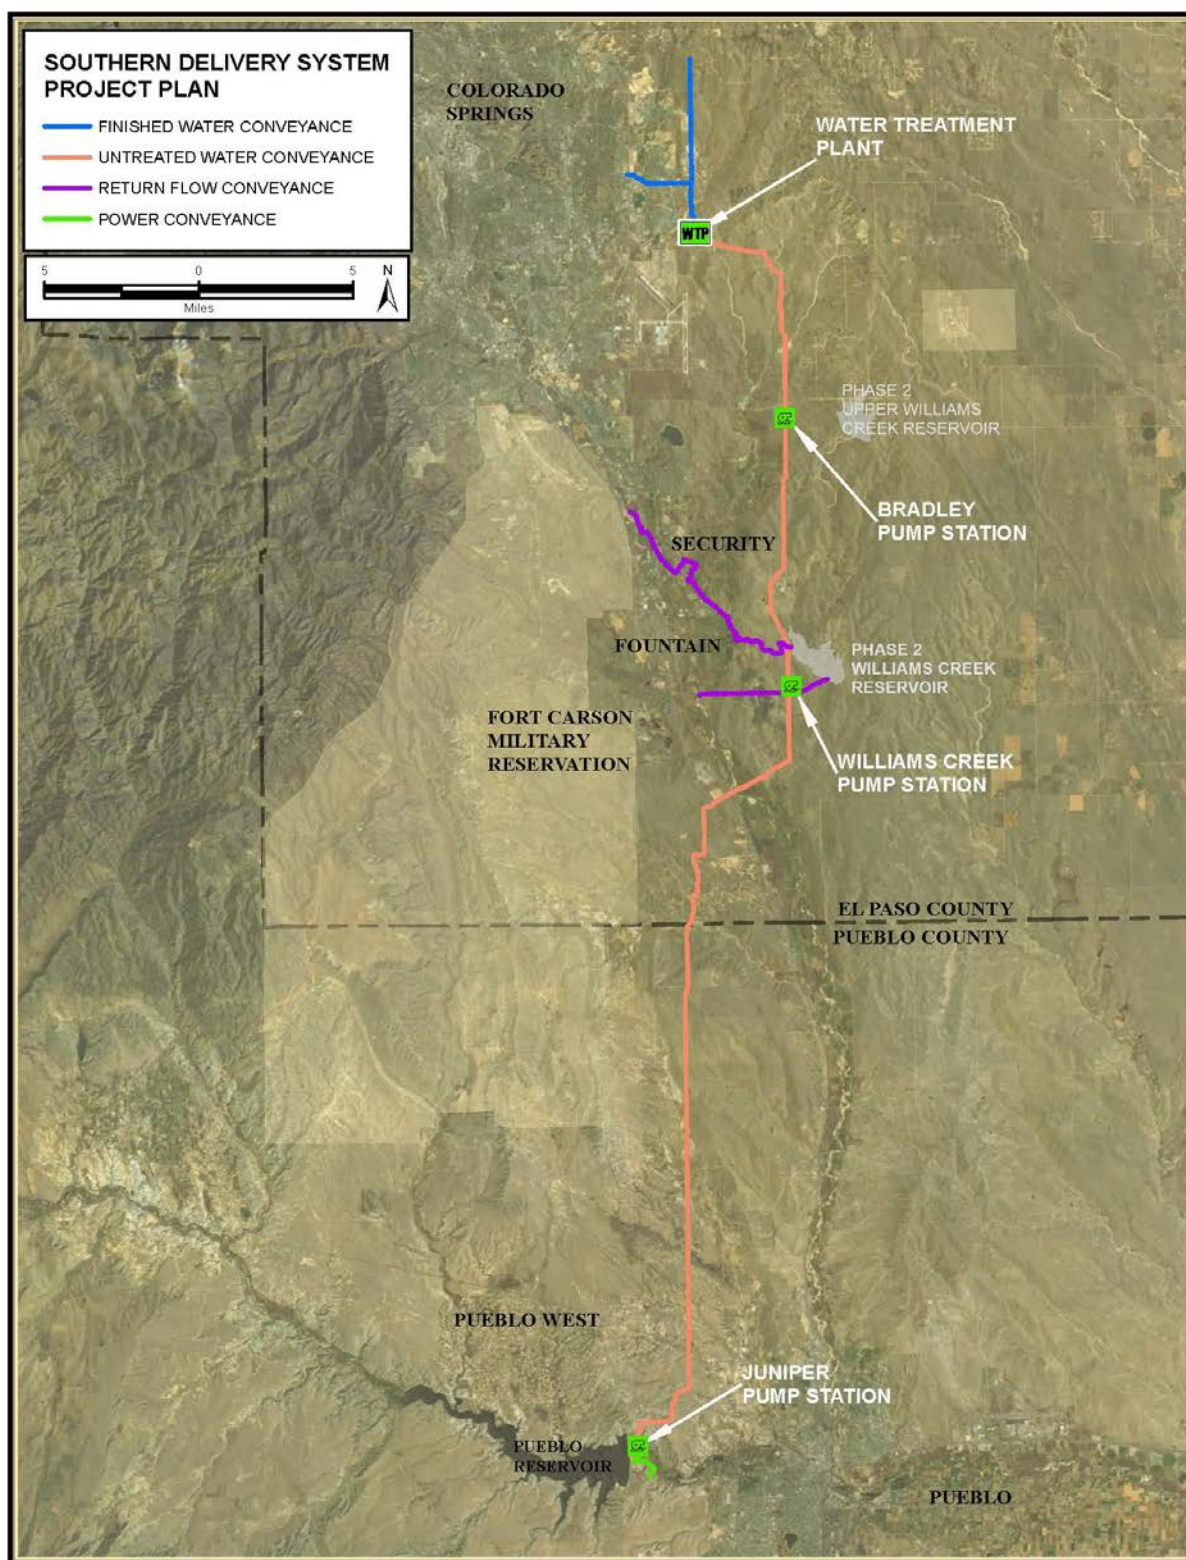 SOUTHERN DELIVERY SYSTEM
PROJECT PLAN
FINISHED WATER CONVEYANCE
UNTREATED WATER CONVEYANCE
RETURN FLOW CONVEYANCE
POWER CONVEYANCE
5 0 5
Miles
N
COLORADO
SPRINGS
WATER TREATMENT
PLANT
WTP
PHASE 2
UPPER WILLIAMS
CREEK RESERVOIR
BRADLEY
PUMP STATION
SECURITY
FOUNTAIN
PHASE 2
WILLIAMS CREEK
RESERVOIR
FORT CARSON
MILITARY
RESERVATION
WILLIAMS CREEK
PUMP STATION
EL PASO COUNTY
PUEBLO COUNTY
PUEBLO WEST
JUNIPER
PUMP STATION
PUEBLO
RESERVOIR
PUEBLO